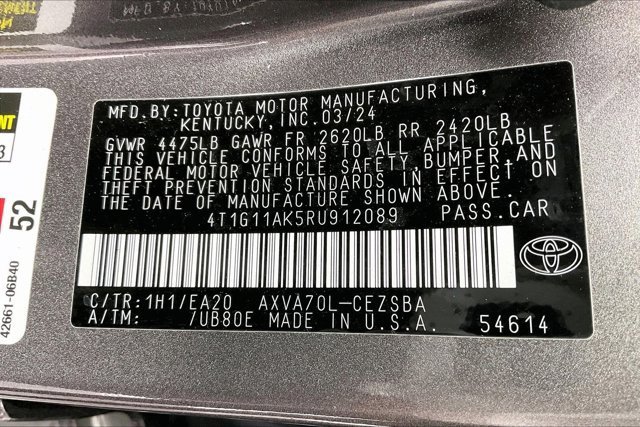 MFD.BY: TOYOTA MOTOR MANUFACTURING,
KENTUCKY, INC. 03/24
GVWR 4475LB GAWR FR 2620LB RR 2420LB
THIS VEHICLE CONFORMS TO ALL APPLICABLE
FEDERAL MOTOR VEHICLE SAFETY, BUMPER, AND
THEFT PREVENTION STANDARDS IN EFFECT ON
THE DATE OF MANUFACTURE SHOWN ABOVE.
4T1G11AK5RU912089 PASS.CAR
C/TR: 1H1/EA20 AXVA70L-CEZSBA
A/TM: /UB80E MADE IN U.S.A. 54614
52
42661-06B40